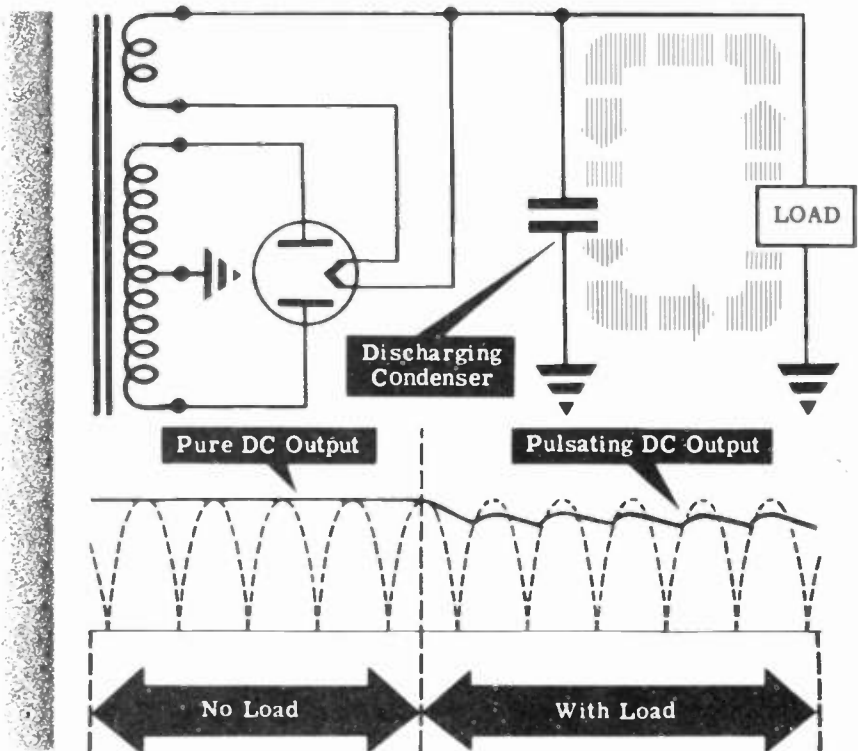 LOAD
Discharging
Condenser
Pure DC Output
Pulsating DC Output
No Load
With Load